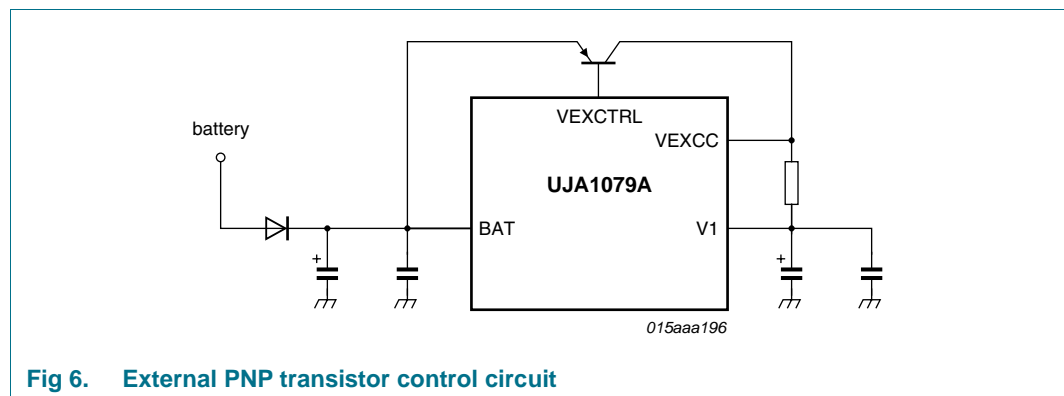 VEXCTRL
battery
VEXCC
UJA1079A
BAT
V1
+
+
015aaa196
Fig 6. External PNP transistor control circuit